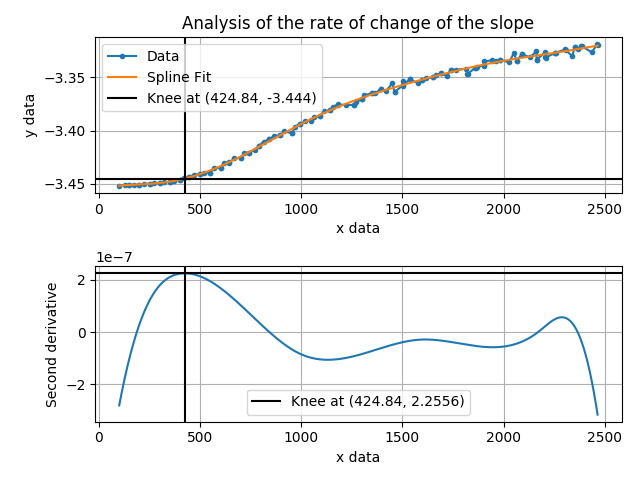 Analysis of the rate of change of the slope
Data
Spline Fit
Knee at (424.84, -3.444)
−3.35
−3.40
−3.45
y data
0 500 1000 1500 2000 2500
x data
1e−7
2
0
−2
Second derivative
Knee at (424.84, 2.2556)
0 500 1000 1500 2000 2500
x data